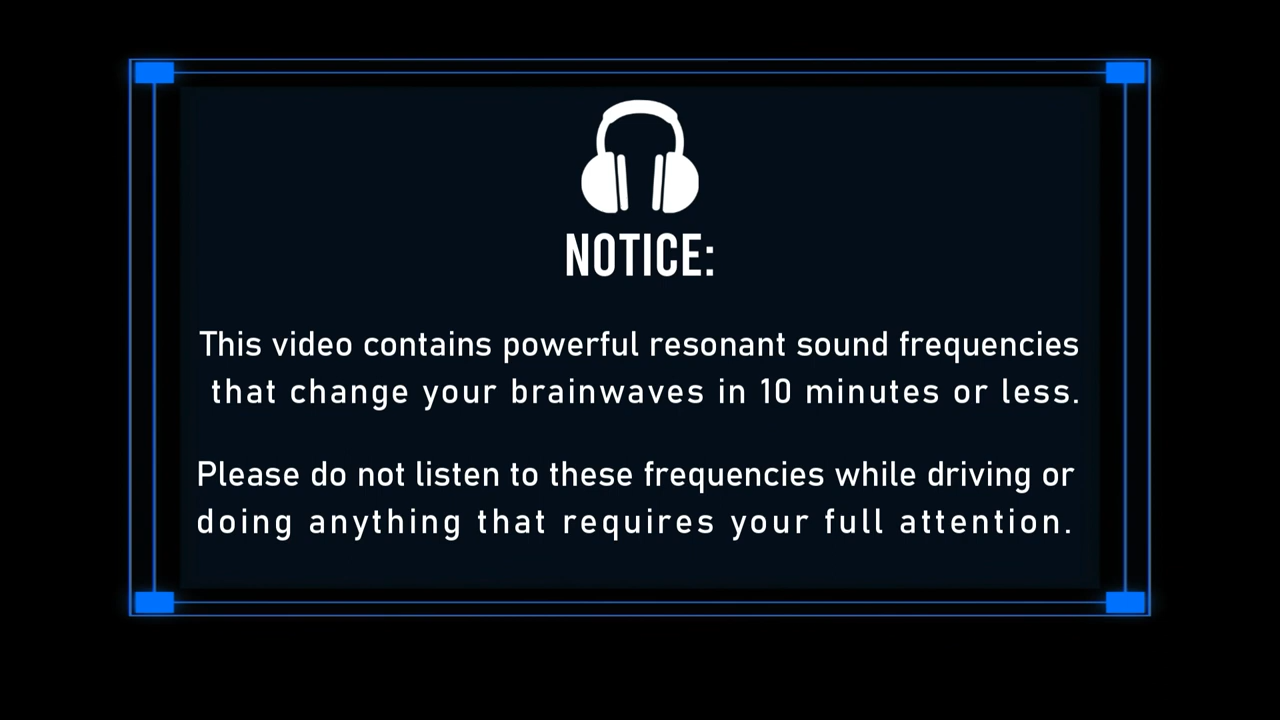 NOTICE:
This video contains powerful resonant sound frequencies
that change your brainwaves in 10 minutes or less.
Please do not listen to these frequencies while driving or
doing anything that requires your full attention.